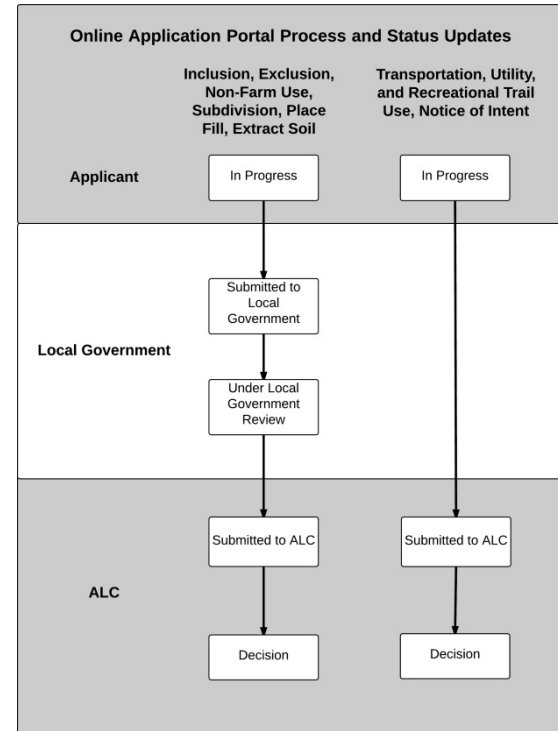 Online Application Portal Process and Status Updates
Inclusion, Exclusion,
Non-Farm Use,
Subdivision, Place
Fill, Extract Soil
Transportation, Utility,
and Recreational Trail
Use, Notice of Intent
Applicant
In Progress
In Progress
Submitted to
Local
Government
Local Government
Under Local
Government
Review
Submitted to ALC
Submitted to ALC
ALC
Decision
Decision